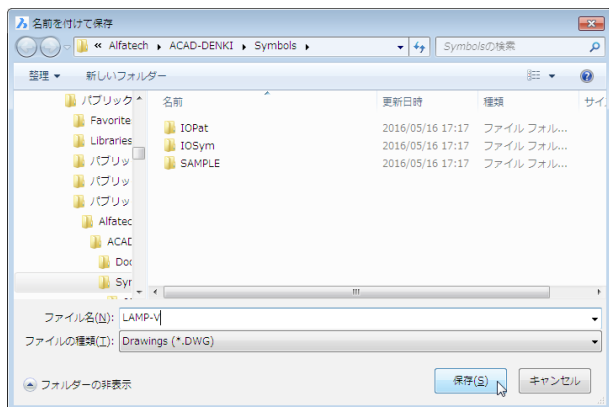 名前を付けて保存
« Alfatech ▸ ACAD-DENKI ▸ Symbols ▸
Symbolsの検索
整理 ▾ 新しいフォルダー
パブリック
Favorite
Libraries
パブリッ
パブリッ
パブリッ
Alfatec
ACAD
Doc
Syr
名前 更新日時 種類 サイ
IOPat 2016/05/16 17:17 ファイル フォル...
IOSym 2016/05/16 17:17 ファイル フォル...
SAMPLE 2016/05/16 17:17 ファイル フォル...
ファイル名(N): LAMP-V
ファイルの種類(T): Drawings (*.DWG)
フォルダーの非表示
保存(S) キャンセル